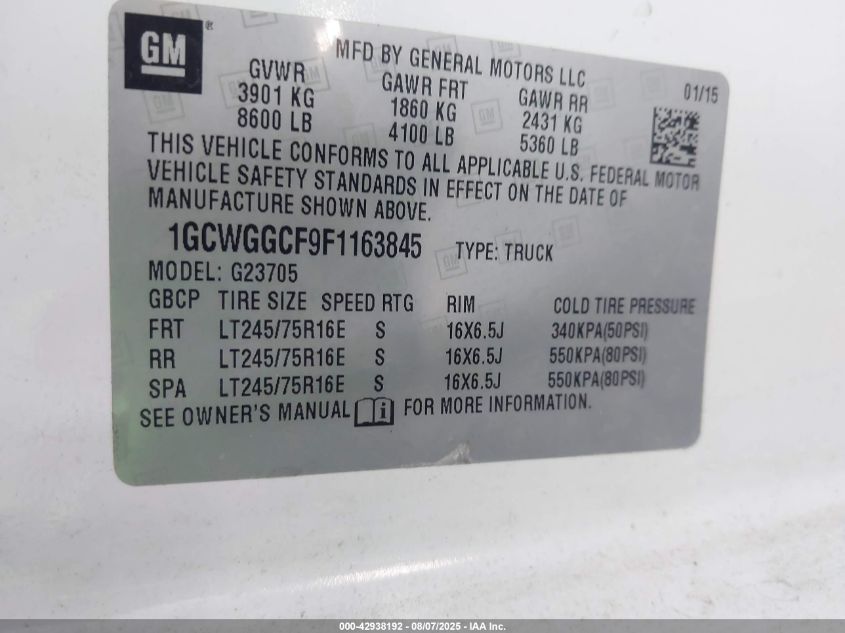 GM ®
MFD BY GENERAL MOTORS LLC
01/15
GVWR GAWR FRT GAWR RR
3901 KG 1860 KG 2431 KG
8600 LB 4100 LB 5360 LB
THIS VEHICLE CONFORMS TO ALL APPLICABLE U.S. FEDERAL MOTOR
VEHICLE SAFETY STANDARDS IN EFFECT ON THE DATE OF
MANUFACTURE SHOWN ABOVE.
1GCWGGCF9F1163845 TYPE: TRUCK
MODEL: G23705
GBCP TIRE SIZE SPEED RTG RIM COLD TIRE PRESSURE
FRT LT245/75R16E S 16X6.5J 340KPA(50PSI)
RR LT245/75R16E S 16X6.5J 550KPA(80PSI)
SPA LT245/75R16E S 16X6.5J 550KPA(80PSI)
SEE OWNER'S MANUAL i FOR MORE INFORMATION.
000-42938192 - 08/07/2025 - IAA Inc.